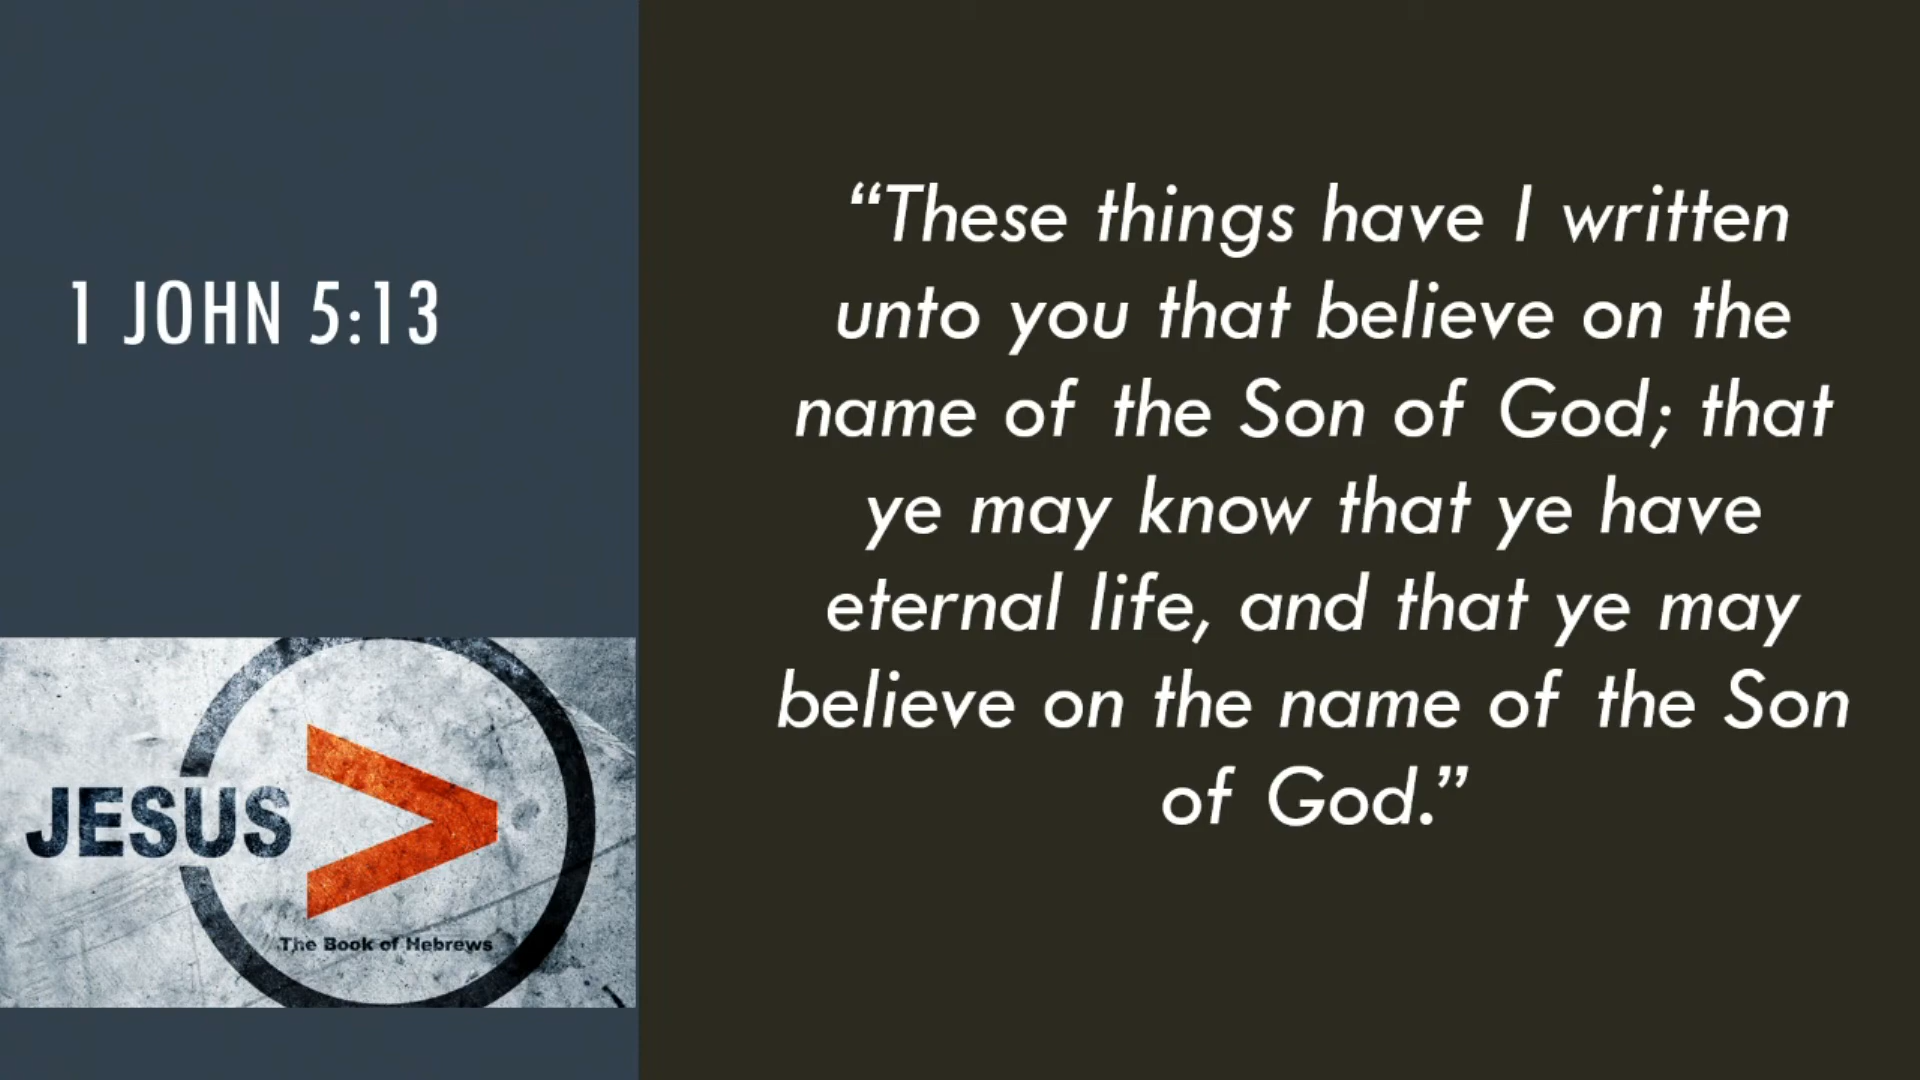 1 JOHN 5:13
JESUS >
The Book of Hebrews
“These things have I written
unto you that believe on the
name of the Son of God; that
ye may know that ye have
eternal life, and that ye may
believe on the name of the Son
of God.”